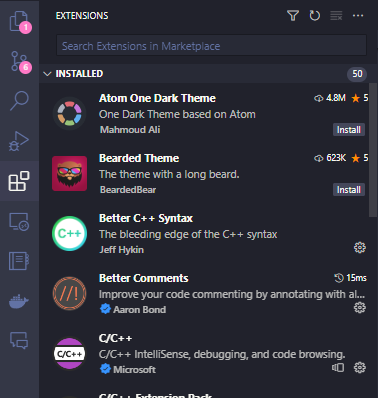 EXTENSIONS
1
Search Extensions in Marketplace
6
INSTALLED 50
Atom One Dark Theme 4.8M 5
One Dark Theme based on Atom
Mahmoud Ali Install
Bearded Theme 623K 5
The theme with a long beard.
BeardedBear Install
C++
Better C++ Syntax
The bleeding edge of the C++ syntax
Jeff Hykin
//!
Better Comments 15ms
Improve your code commenting by annotating with al...
Aaron Bond
C/C++
C/C++
C/C++ IntelliSense, debugging, and code browsing.
Microsoft
C/C++ Extension Pack